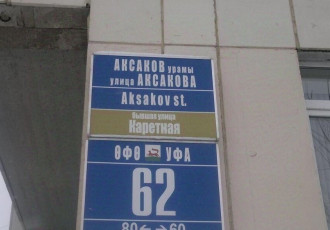 АКСАКОВ урамы
улица АКСАКОВА
Aksakov st.
бывшая улица
Каретная
ӨФӨ УФА
62
80 ← → 60